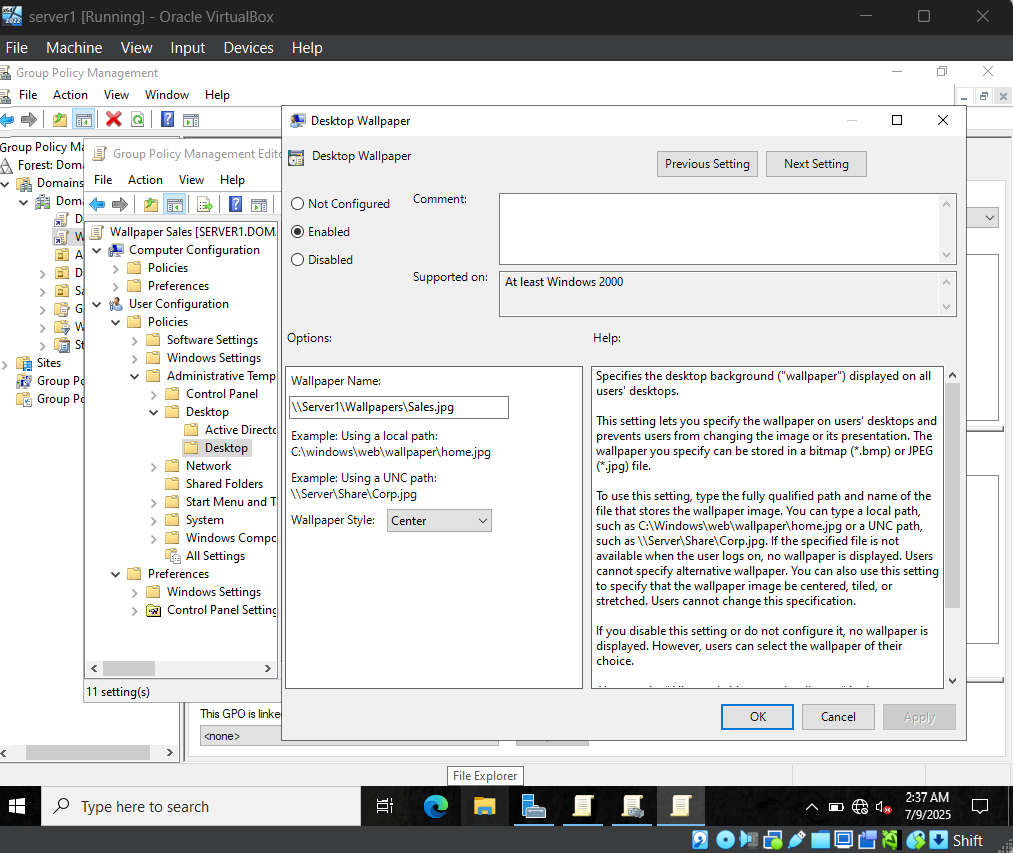 server1 [Running] - Oracle VirtualBox
File Machine View Input Devices Help
Group Policy Management
File Action View Window Help
Group Policy M
Forest: Doma
Domains
Doma
D
W
A
D
Sa
G
W
St
Sites
Group Po
Group Po
Group Policy Management Edito
File Action View Help
Wallpaper Sales [SERVER1.DOM
Computer Configuration
Policies
Preferences
User Configuration
Policies
Software Settings
Windows Settings
Administrative Temp
Control Panel
Desktop
Active Directo
Desktop
Network
Shared Folders
Start Menu and T
System
Windows Compo
All Settings
Preferences
Windows Settings
Control Panel Setting
11 setting(s)
This GPO is linke
<none>
Desktop Wallpaper
Desktop Wallpaper
Previous Setting
Next Setting
Not Configured
Enabled
Disabled
Comment:
Supported on:
At least Windows 2000
Options:
Help:
Wallpaper Name:
\\Server1\Wallpapers\Sales.jpg
Example: Using a local path:
C:\windows\web\wallpaper\home.jpg
Example: Using a UNC path:
\\Server\Share\Corp.jpg
Wallpaper Style: Center
Specifies the desktop background ("wallpaper") displayed on all
users' desktops.
This setting lets you specify the wallpaper on users' desktops and
prevents users from changing the image or its presentation. The
wallpaper you specify can be stored in a bitmap (*.bmp) or JPEG
(*.jpg) file.
To use this setting, type the fully qualified path and name of the
file that stores the wallpaper image. You can type a local path,
such as C:\Windows\web\wallpaper\home.jpg or a UNC path,
such as \\Server\Share\Corp.jpg. If the specified file is not
available when the user logs on, no wallpaper is displayed. Users
cannot specify alternative wallpaper. You can also use this setting
to specify that the wallpaper image be centered, tiled, or
stretched. Users cannot change this specification.
If you disable this setting or do not configure it, no wallpaper is
displayed. However, users can select the wallpaper of their
choice.
OK
Cancel
Apply
File Explorer
Type here to search
2:37 AM
7/9/2025
Shift